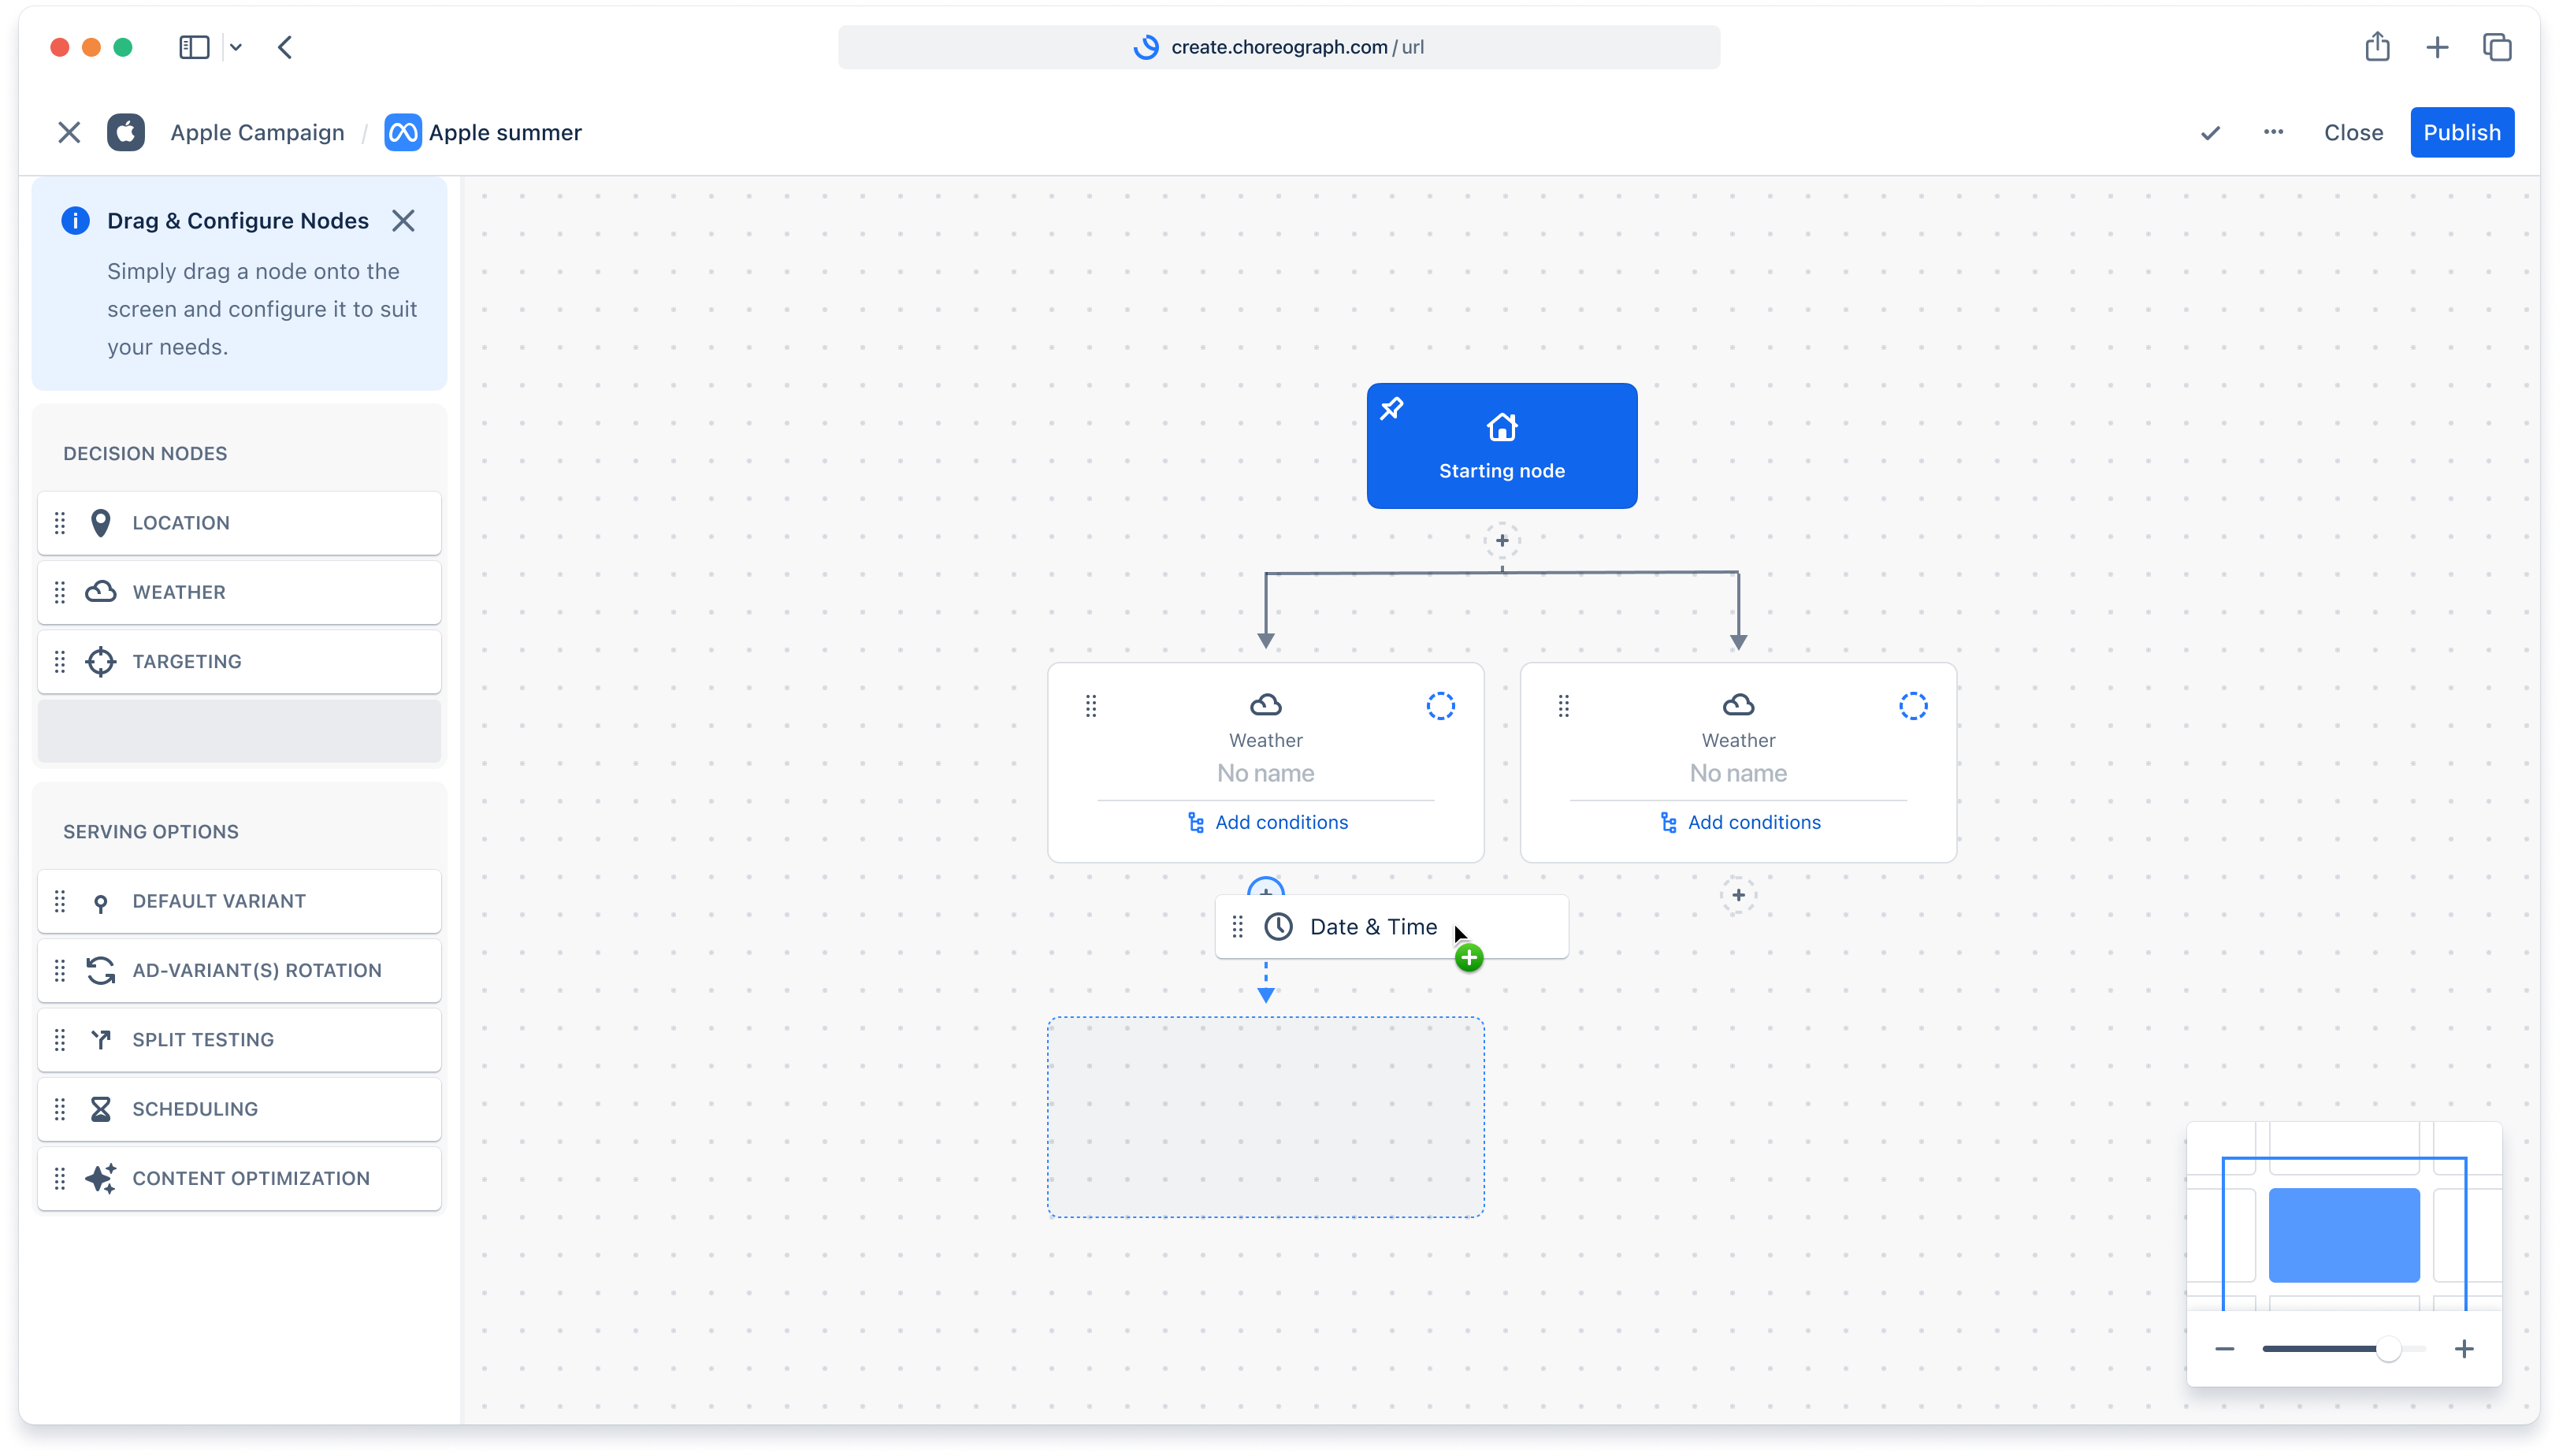 create.choreograph.com / url
Apple Campaign / Apple summer
Close
Publish
Drag & Configure Nodes
Simply drag a node onto the
screen and configure it to suit
your needs.
DECISION NODES
LOCATION
WEATHER
TARGETING
SERVING OPTIONS
DEFAULT VARIANT
AD-VARIANT(S) ROTATION
SPLIT TESTING
SCHEDULING
CONTENT OPTIMIZATION
Starting node
Weather
No name
Add conditions
Weather
No name
Add conditions
Date & Time